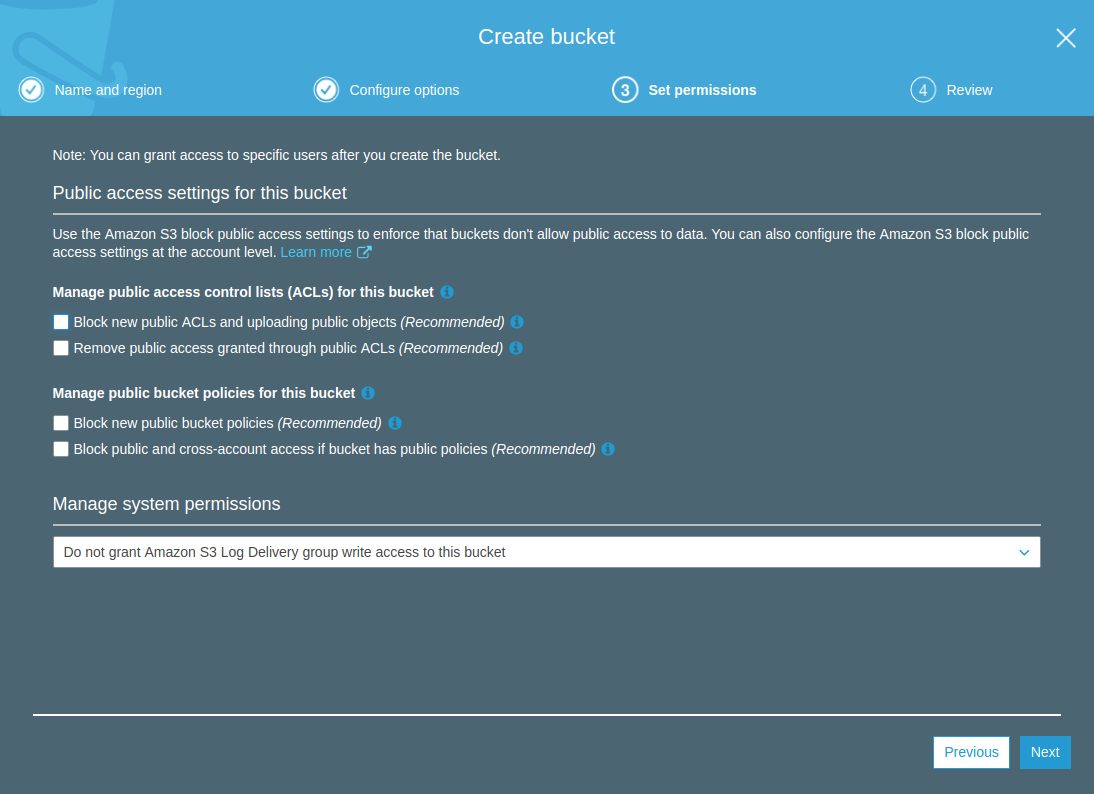 Create bucket
Name and region
Configure options
3 Set permissions
4 Review
Note: You can grant access to specific users after you create the bucket.
Public access settings for this bucket
Use the Amazon S3 block public access settings to enforce that buckets don't allow public access to data. You can also configure the Amazon S3 block public
access settings at the account level. Learn more
Manage public access control lists (ACLs) for this bucket
Block new public ACLs and uploading public objects (Recommended)
Remove public access granted through public ACLs (Recommended)
Manage public bucket policies for this bucket
Block new public bucket policies (Recommended)
Block public and cross-account access if bucket has public policies (Recommended)
Manage system permissions
Do not grant Amazon S3 Log Delivery group write access to this bucket
Previous
Next